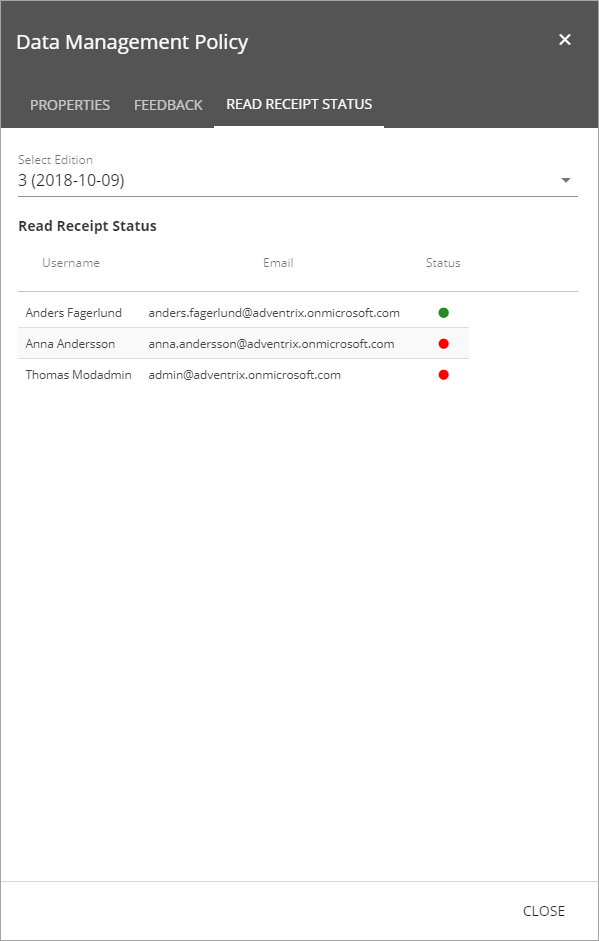 Data Management Policy
PROPERTIES FEEDBACK READ RECEIPT STATUS
Select Edition
3 (2018-10-09)
Read Receipt Status
Username Email Status
Anders Fagerlund anders.fagerlund@adventrix.onmicrosoft.com
Anna Andersson anna.andersson@adventrix.onmicrosoft.com
Thomas Modadmin admin@adventrix.onmicrosoft.com
CLOSE